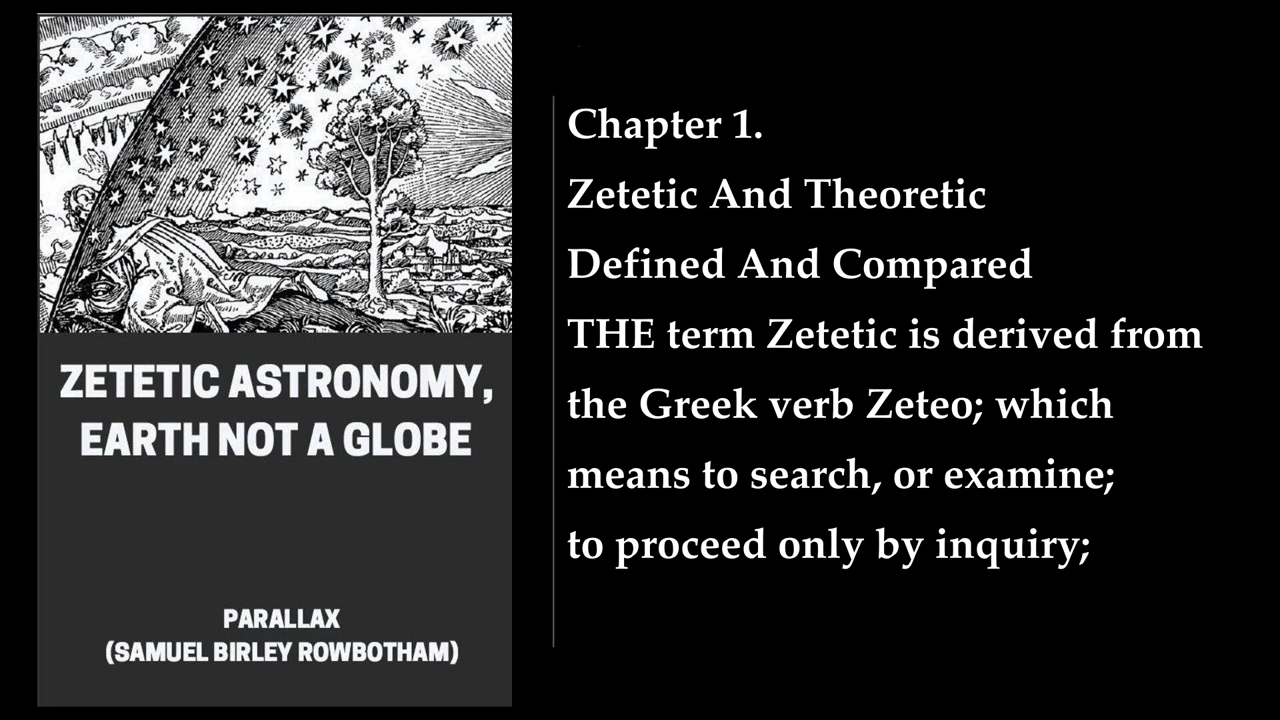 ZETETIC ASTRONOMY,
EARTH NOT A GLOBE
PARALLAX
(SAMUEL BIRLEY ROWBOTHAM)
Chapter 1.
Zetetic And Theoretic
Defined And Compared
THE term Zetetic is derived from
the Greek verb Zeteo; which
means to search, or examine;
to proceed only by inquiry;